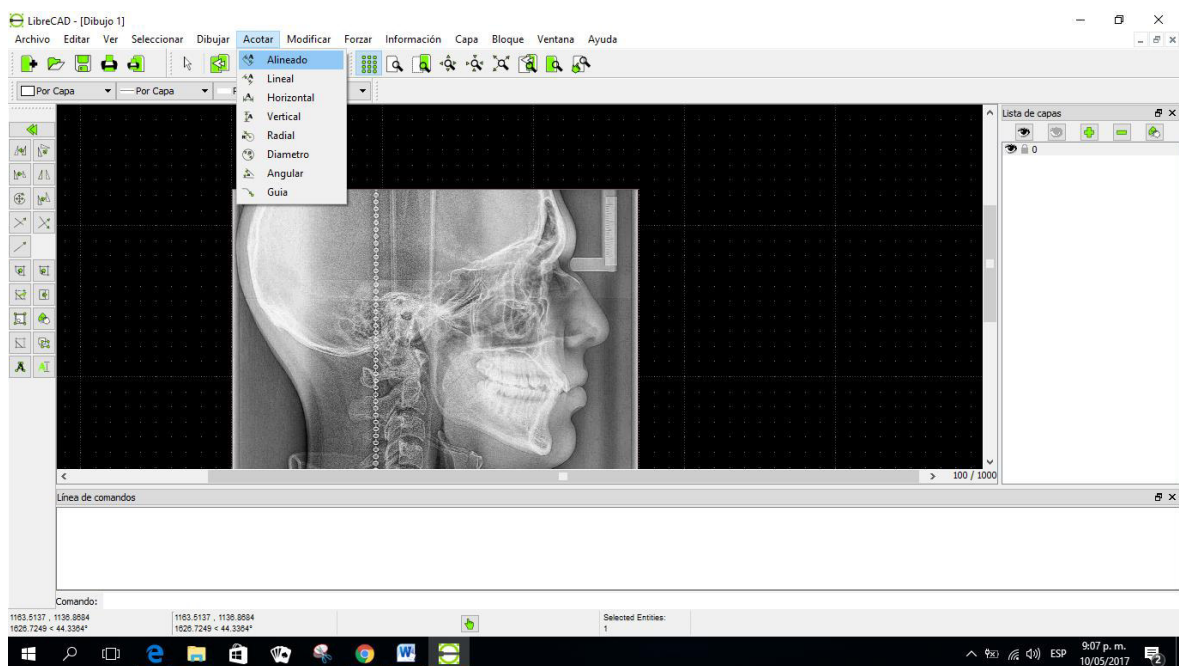 LibreCAD - [Dibujo 1]
Archivo Editar Ver Seleccionar Dibujar Acotar Modificar Forzar Información Capa Bloque Ventana Ayuda
Alineado
Lineal
Horizontal
Vertical
Radial
Diametro
Angular
Guia
Por Capa
Por Capa
Lista de capas
0
100 / 1000
Línea de comandos
Comando:
1163.5137 , 1136.8684
1626.7249 < 44.3364°
1163.5137 , 1136.8684
1626.7249 < 44.3364°
Selected Entities:
1
ESP
9:07 p. m.
10/05/2017